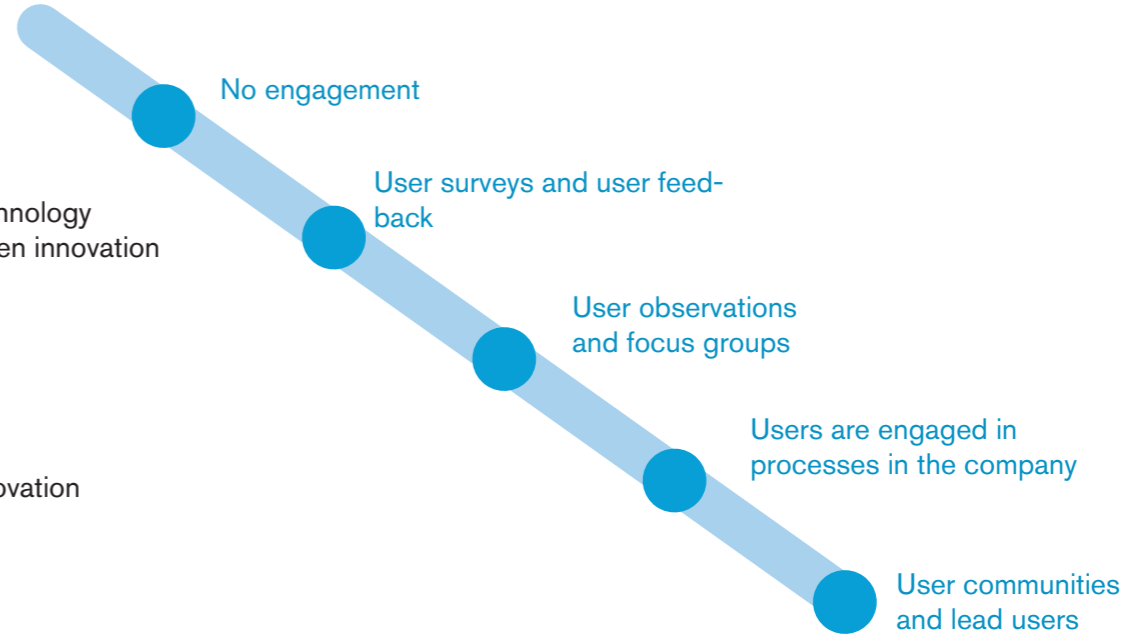 No engagement
User surveys and user feed-
back
hnology
en innovation
User observations
and focus groups
ovation
Users are engaged in
processes in the company
User communities
and lead users